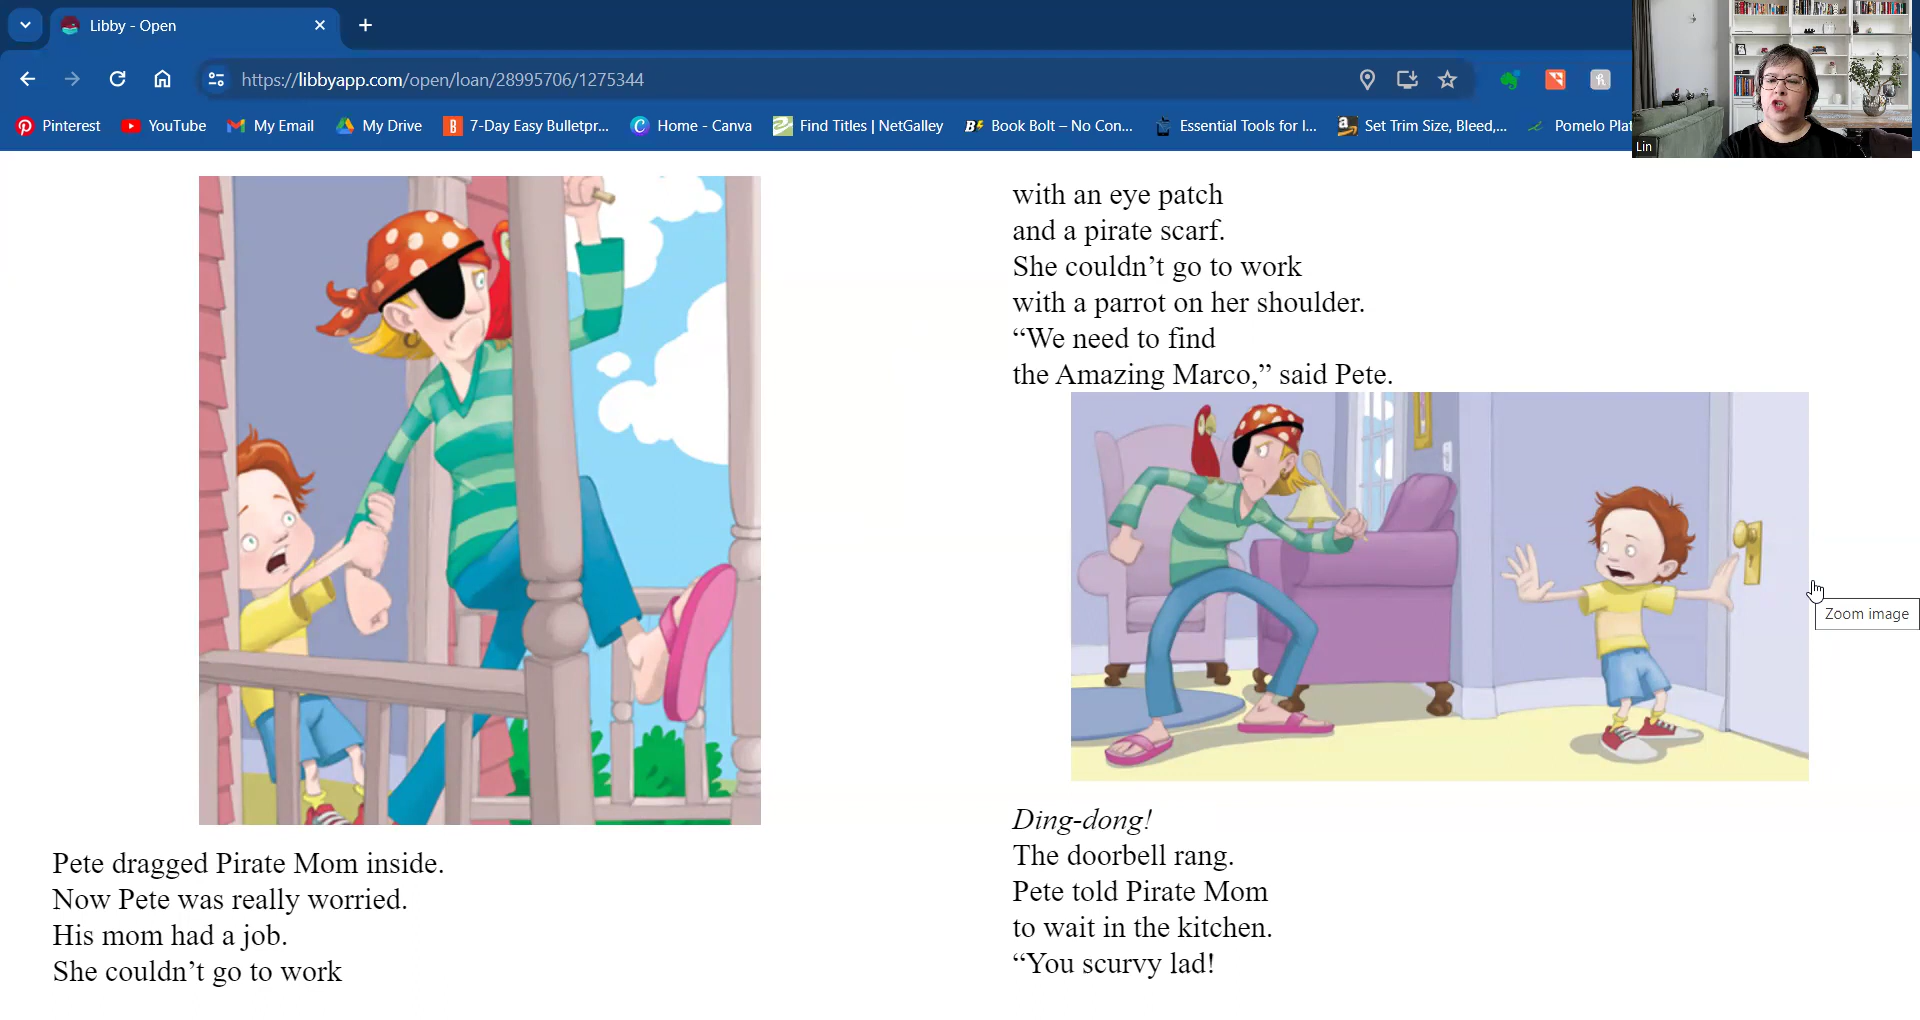 Libby - Open
https://libbyapp.com/open/loan/28995706/1275344
Pinterest
YouTube
My Email
My Drive
7-Day Easy Bulletpr...
Home - Canva
Find Titles | NetGalley
Book Bolt – No Con...
Essential Tools for I...
Set Trim Size, Bleed,...
Pomelo Plat
Lin
Pete dragged Pirate Mom inside.
Now Pete was really worried.
His mom had a job.
She couldn’t go to work
with an eye patch
and a pirate scarf.
She couldn’t go to work
with a parrot on her shoulder.
“We need to find
the Amazing Marco,” said Pete.
Zoom image
Ding-dong!
The doorbell rang.
Pete told Pirate Mom
to wait in the kitchen.
“You scurvy lad!